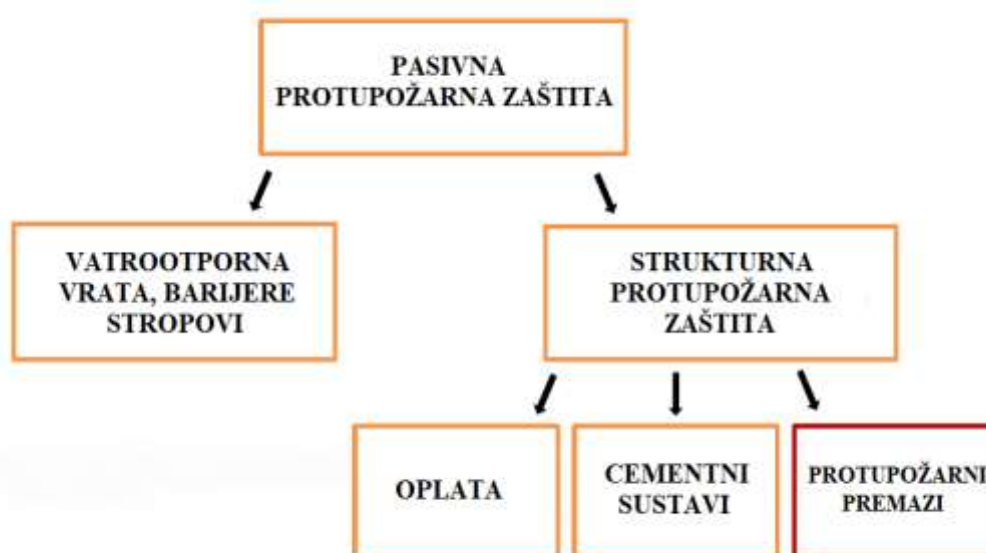 PASIVNA
PROTUPOŽARNA ZAŠTITA
VATROOTPORNA
VRATA, BARIJERE
STROPOVI
STRUKTURNA
PROTUPOŽARNA
ZAŠTITA
OPLATA
CEMENTNI
SUSTAVI
PROTUPOŽARNI
PREMAZI